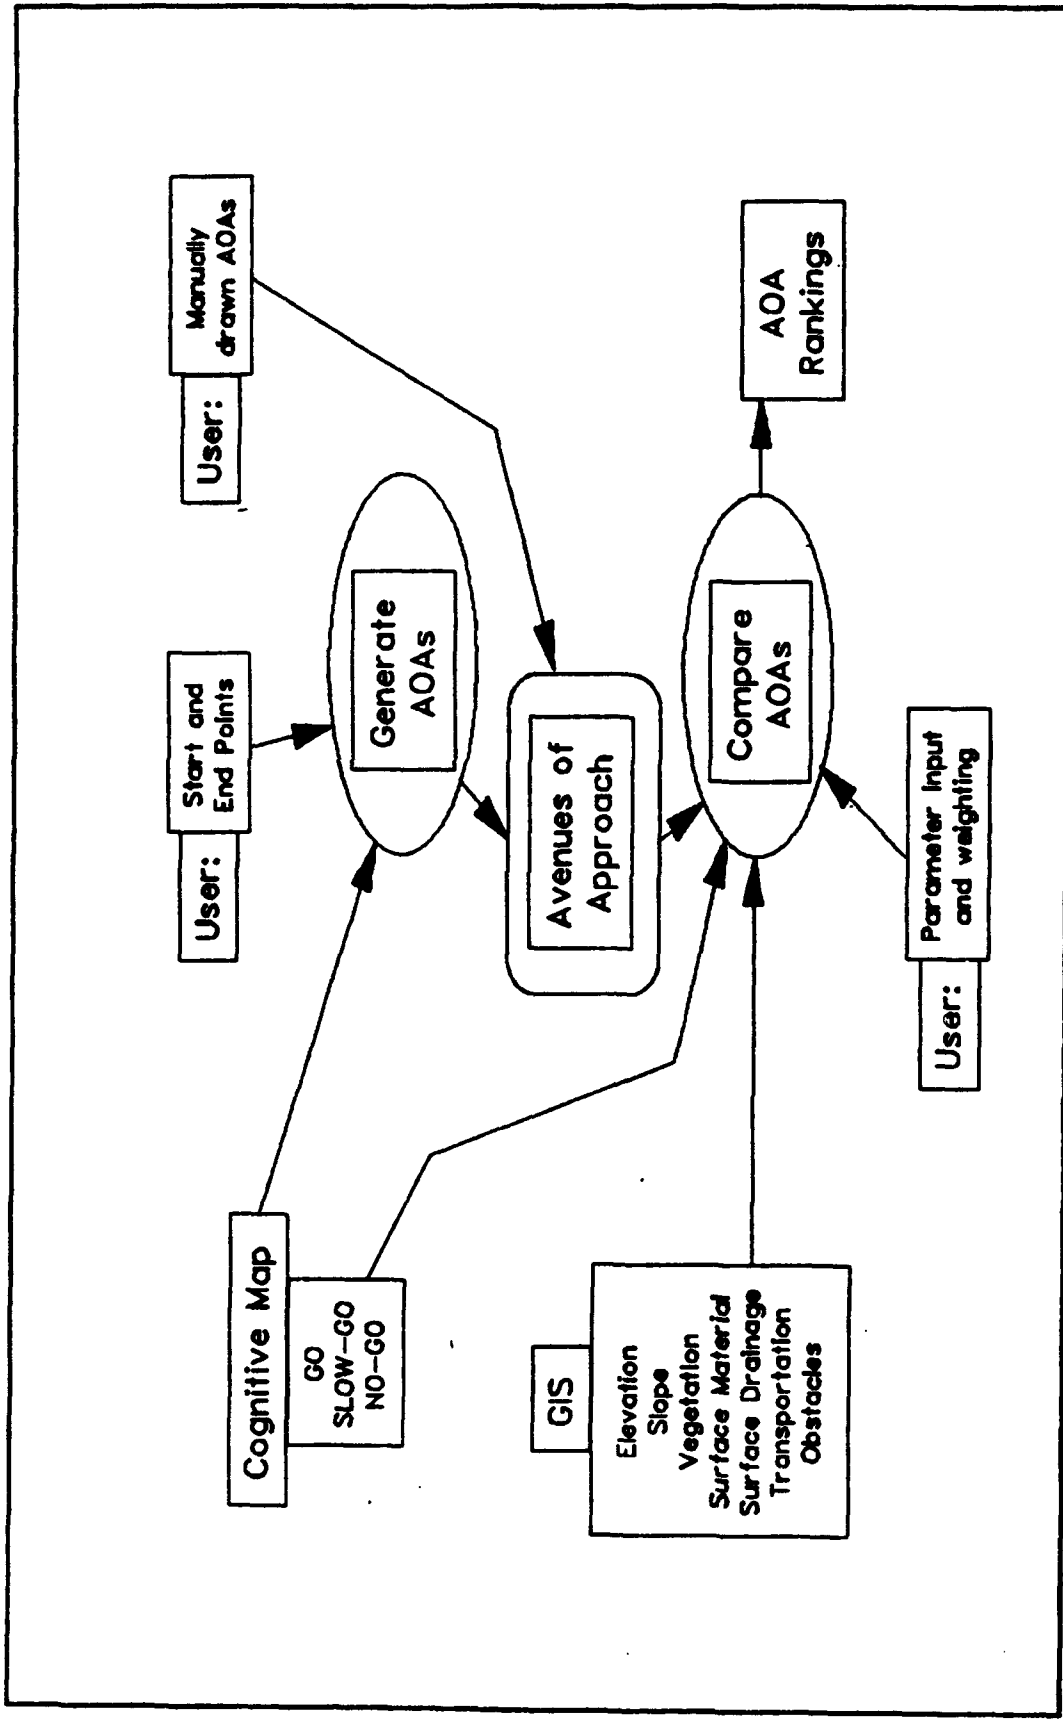 Cognitive Map
GO
SLOW-GO
NO-GO
User:
Start and
End Points
User:
Manually
drawn AOAs
Generate
AOAs
Avenues of
Approach
GIS
Elevation
Slope
Vegetation
Surface Material
Surface Drainage
Transportation
Obstacles
Compare
AOAs
AOA
Rankings
User:
Parameter Input
and weighting